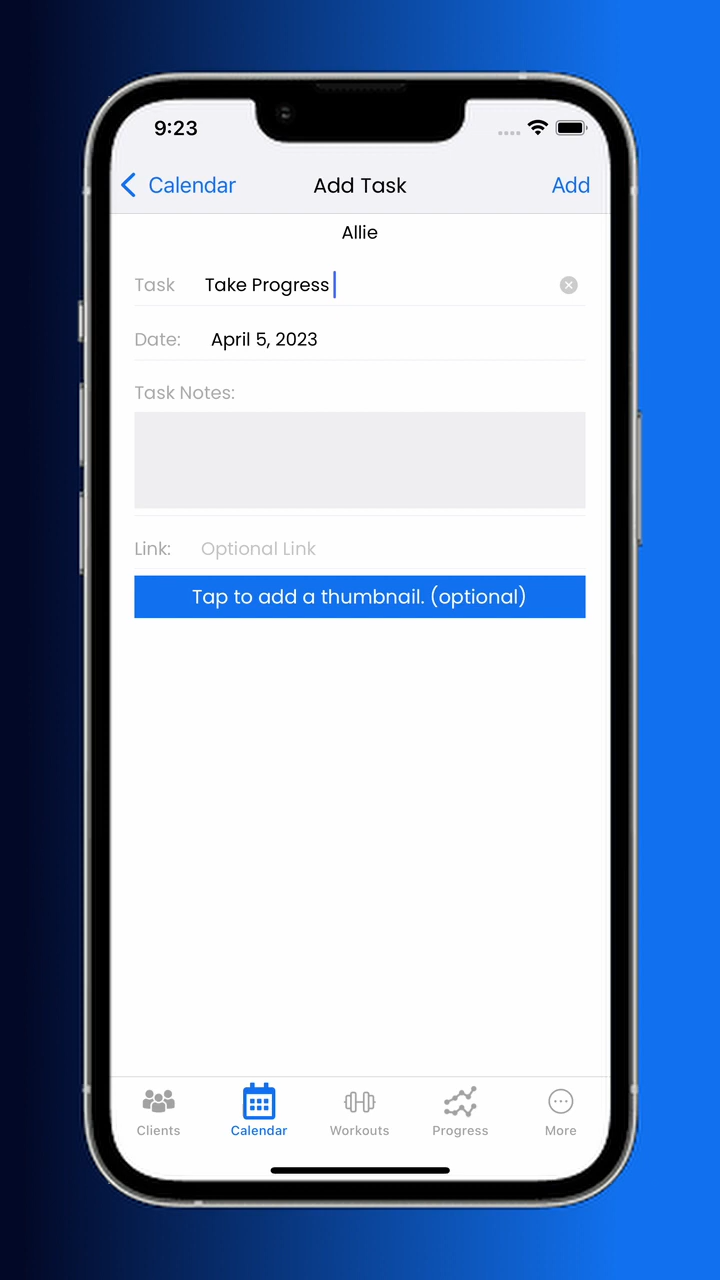 9:23
Calendar Add Task Add
Allie
Task Take Progress
Date: April 5, 2023
Task Notes:
Link: Optional Link
Tap to add a thumbnail. (optional)
Clients Calendar Workouts Progress More